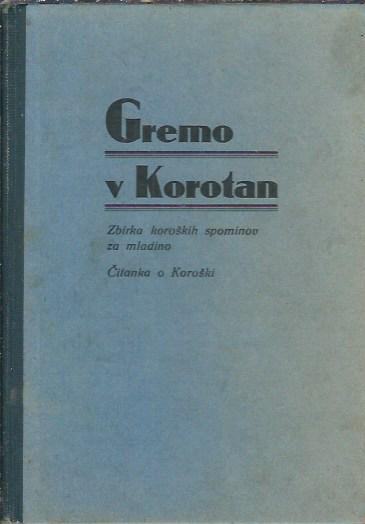 Gremo
v Korotan
Zbirka koroških spominov
za mladino
Čitanka o Koroški